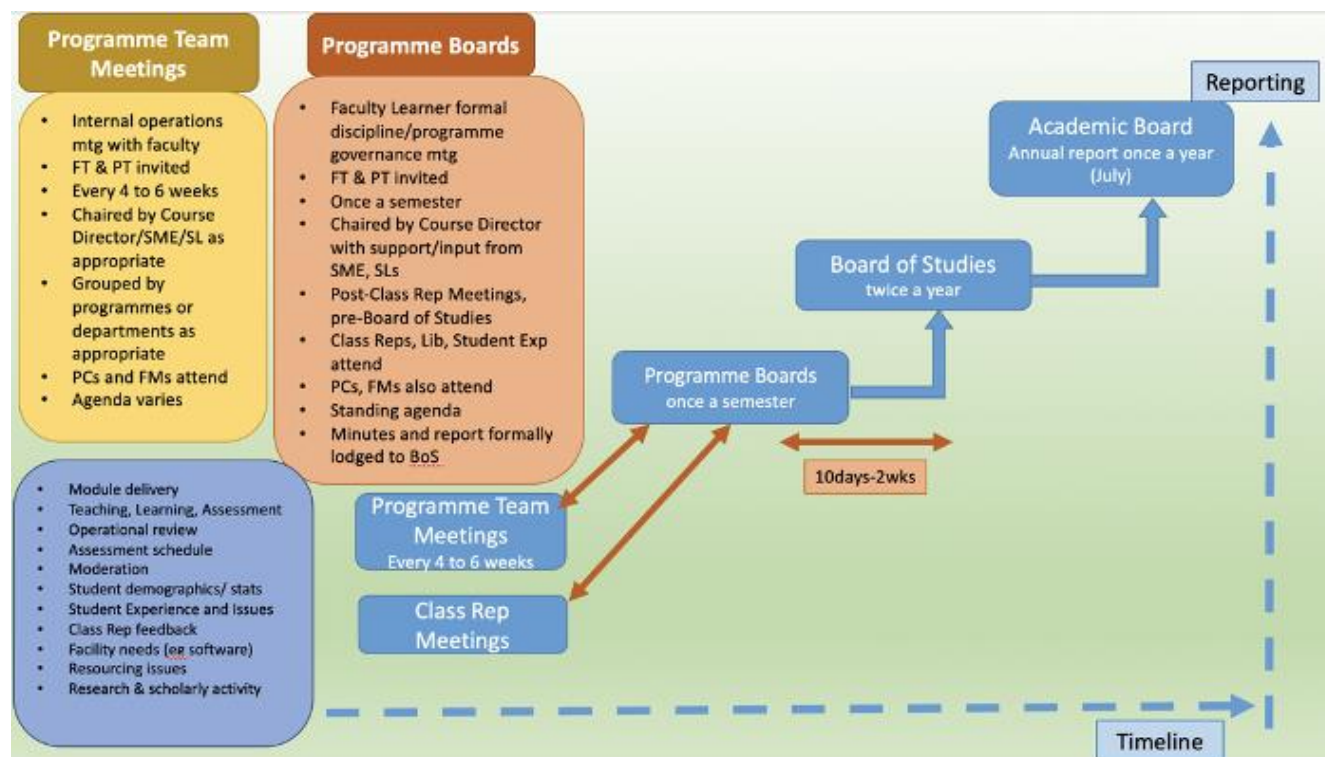 Programme Team
Meetings
• Internal operations
mtg with faculty
• FT & PT invited
• Every 4 to 6 weeks
• Chaired by Course
Director/SME/SL as
appropriate
• Grouped by
programmes or
departments as
appropriate
• PCs and FMs attend
• Agenda varies
Programme Boards
• Faculty Learner formal
discipline/programme
governance mtg
• FT & PT invited
• Once a semester
• Chaired by Course Director
with support/input from
SME, SLs
• Post-Class Rep Meetings,
pre-Board of Studies
• Class Reps, Lib, Student Exp
attend
• PCs, FMs also attend
• Standing agenda
• Minutes and report formally
lodged to BoS
• Module delivery
• Teaching, Learning, Assessment
• Operational review
• Assessment schedule
• Moderation
• Student demographics/ stats
• Student Experience and Issues
• Class Rep feedback
• Facility needs (eg software)
• Resourcing issues
• Research & scholarly activity
Programme Team
Meetings
Every 4 to 6 weeks
Class Rep
Meetings
Programme Boards
once a semester
10days-2wks
Board of Studies
twice a year
Academic Board
Annual report once a year
(July)
Reporting
Timeline